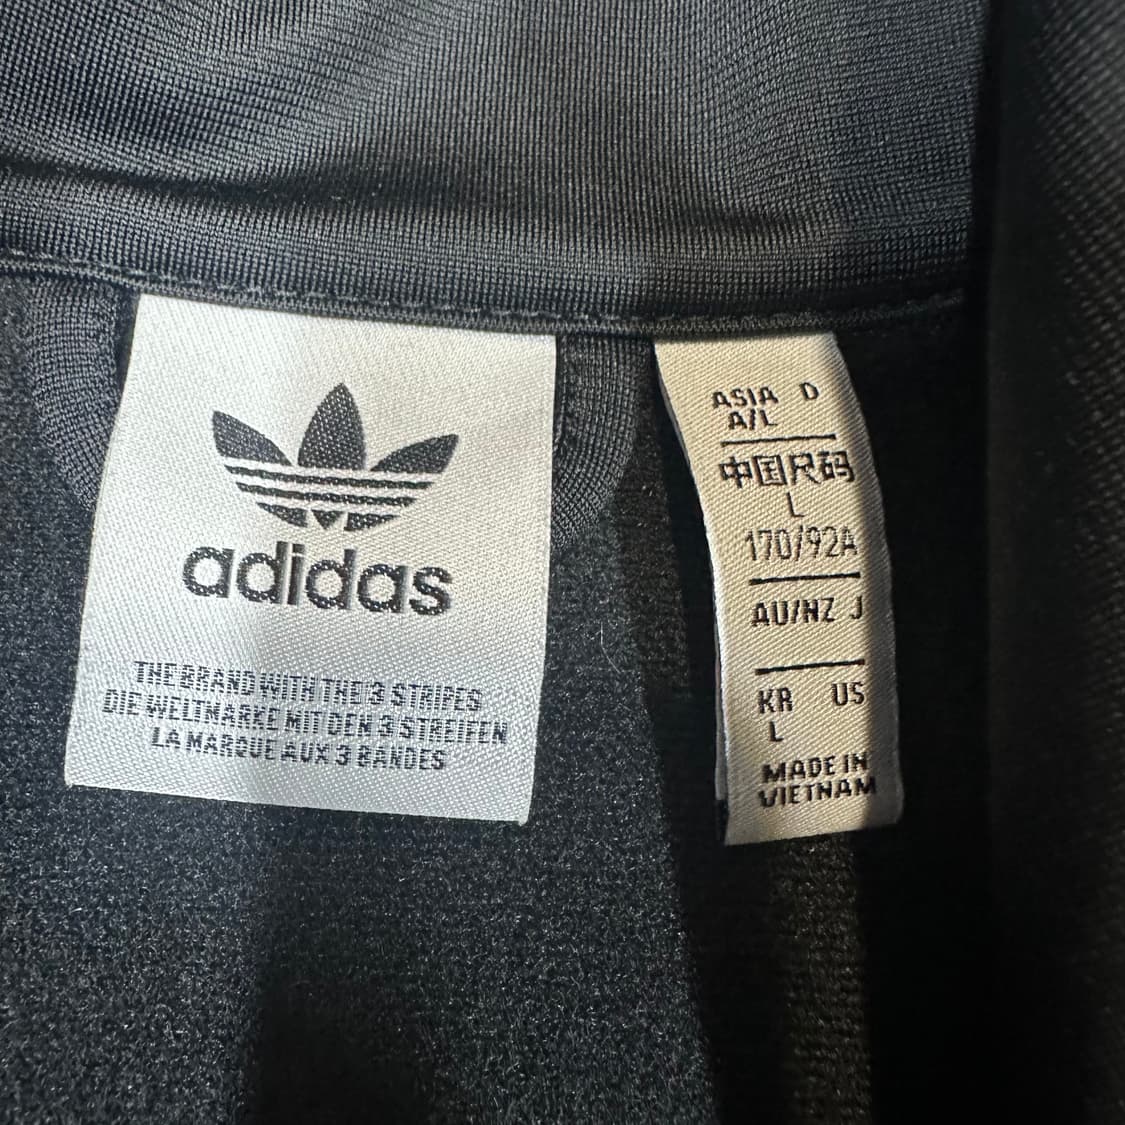 adidas
THE BRAND WITH THE 3 STRIPES
DIE WELTMARKE MIT DEN 3 STREIFEN
LA MARQUE AUX 3 BANDES
ASIA D
A/L
中国尺码
L
170/92A
AU/NZ J
KR US
L
MADE IN
VIETNAM